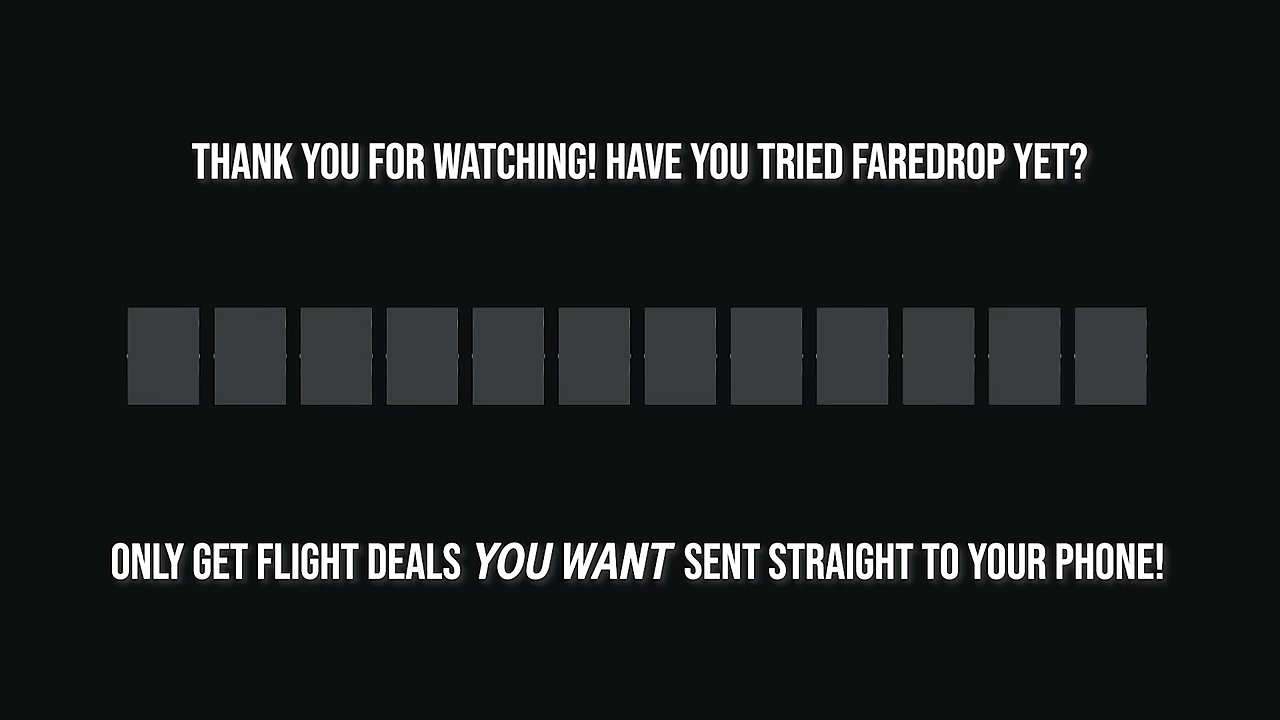 THANK YOU FOR WATCHING! HAVE YOU TRIED FAREDROP YET?
ONLY GET FLIGHT DEALS YOU WANT SENT STRAIGHT TO YOUR PHONE!